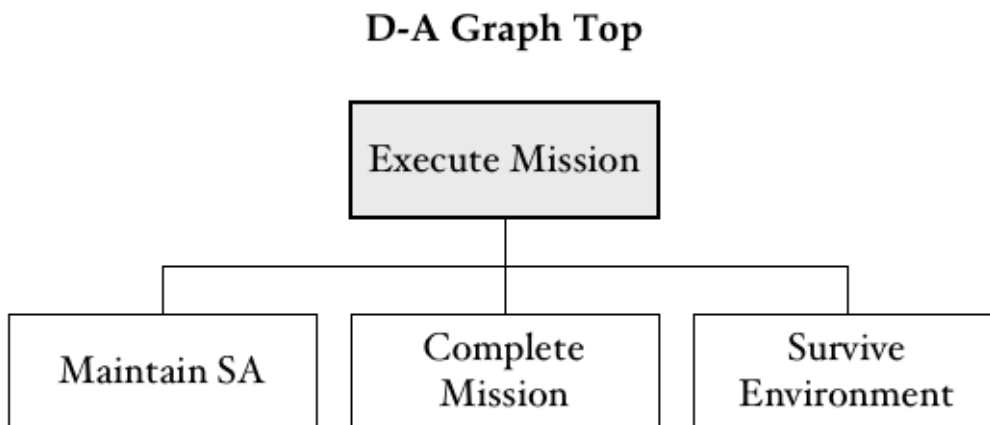 D-A Graph Top
Execute Mission
Maintain SA
Complete
Mission
Survive
Environment